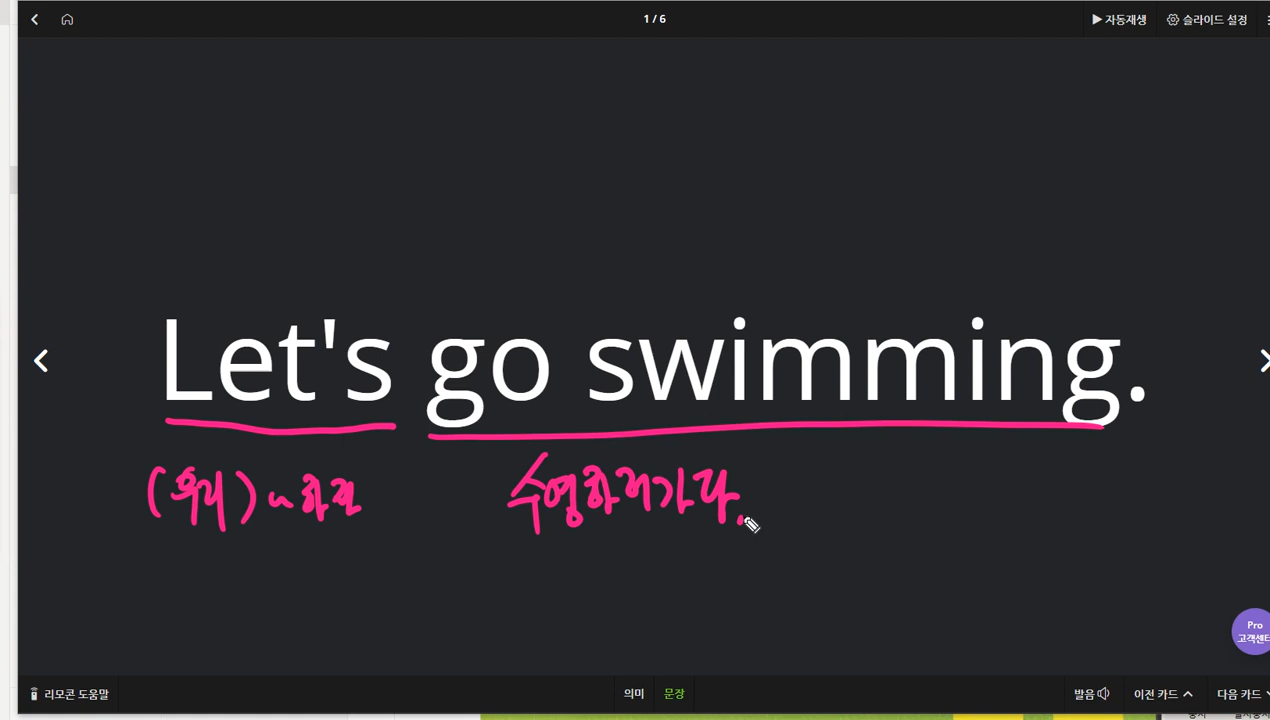 1 / 6
▶ 자동재생
슬라이드 설정
Let's go swimming.
(우리) ~하자 수영하러가다.
Pro
고객센터
리모콘 도움말
의미 문장
발음
이전 카드
다음 카드